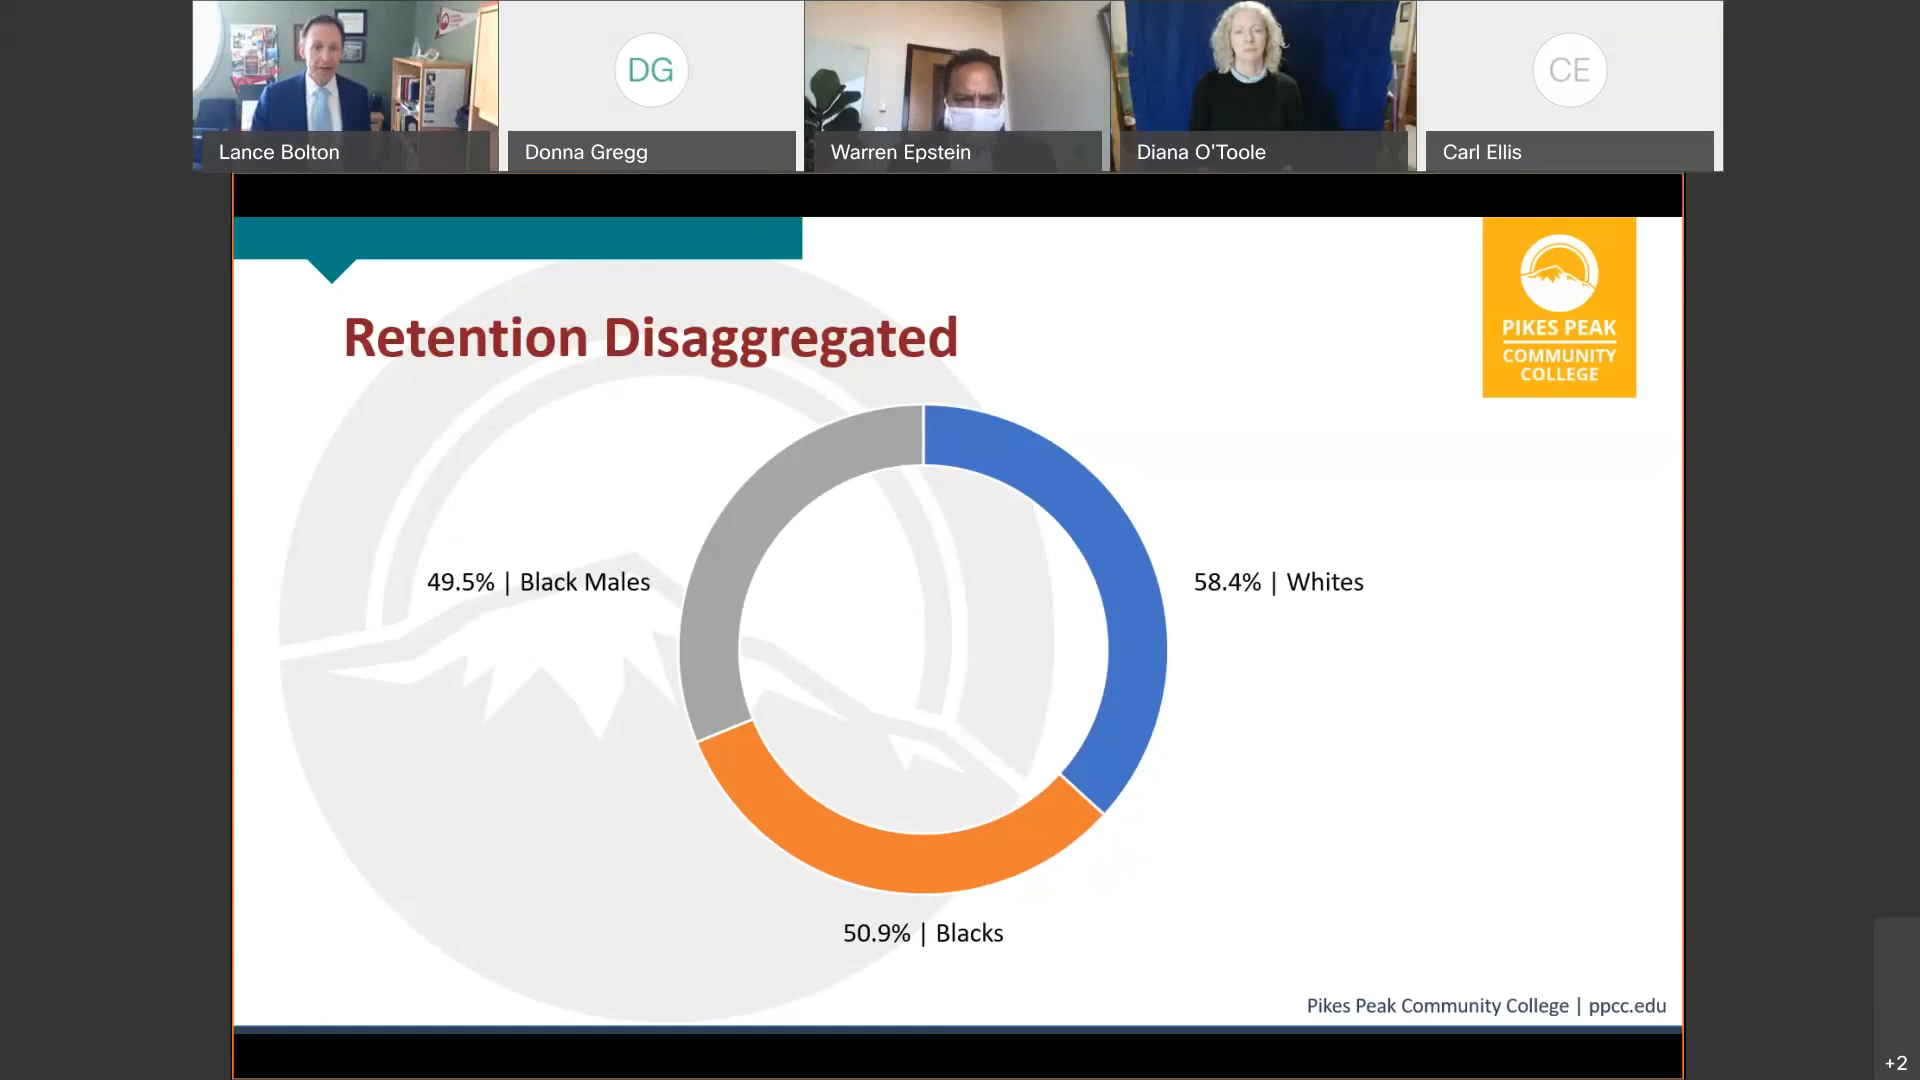 DG
CE
Lance Bolton
Donna Gregg
Warren Epstein
Diana O'Toole
Carl Ellis
PIKES PEAK
COMMUNITY
COLLEGE
Retention Disaggregated
49.5% | Black Males
58.4% | Whites
50.9% | Blacks
Pikes Peak Community College | ppcc.edu
+2